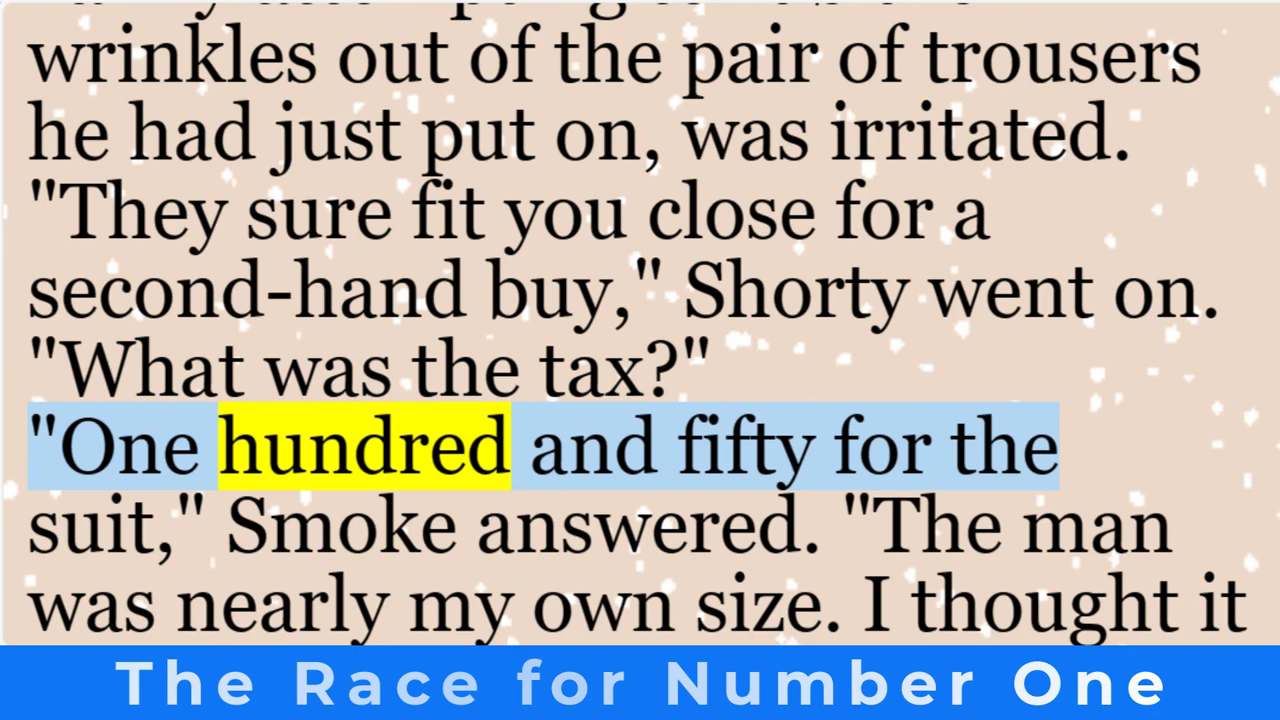 wrinkles out of the pair of trousers
he had just put on, was irritated.
"They sure fit you close for a
second-hand buy," Shorty went on.
"What was the tax?"
"One hundred and fifty for the
suit," Smoke answered. "The man
was nearly my own size. I thought it
The Race for Number One